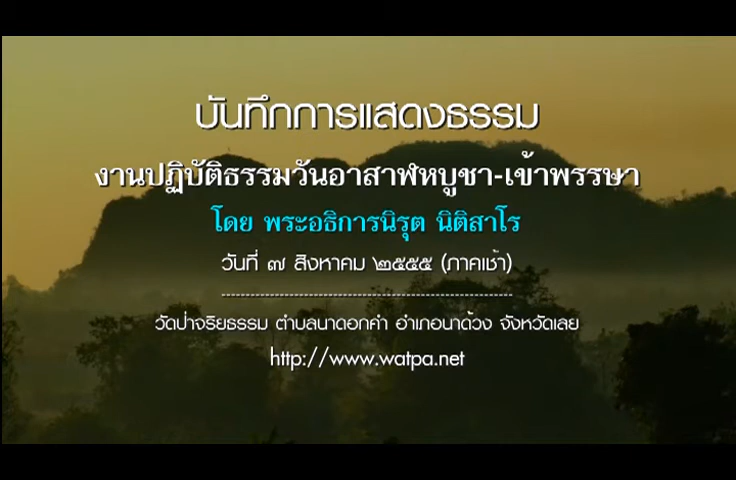 บันทึกการแสดงธรรม
งานปฏิบัติธรรมวันอาสาฬหบูชา-เข้าพรรษา
โดย พระอธิการนิรุต นิติสาโร
วันที่ ๗ สิงหาคม ๒๕๕๕ (ภาคเช้า)
วัดป่าจริยธรรม ตำบลนาดอกคำ อำเภอนาด้วง จังหวัดเลย
http://www.watpa.net